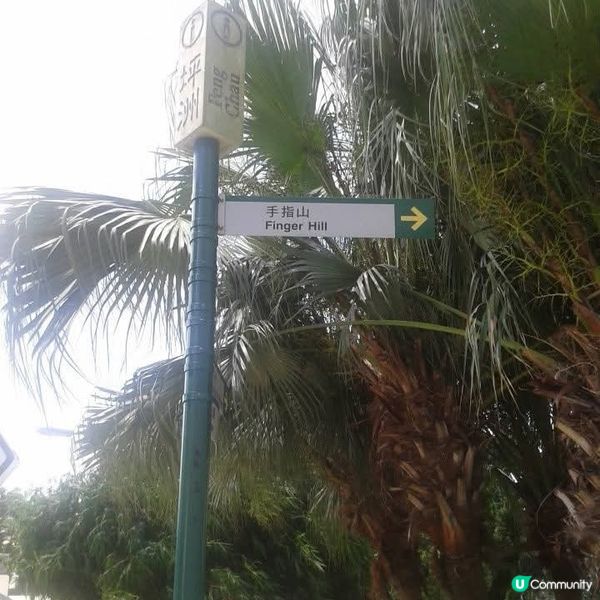 坪洲
Peng
Chau
手指山
Finger Hill
U Community